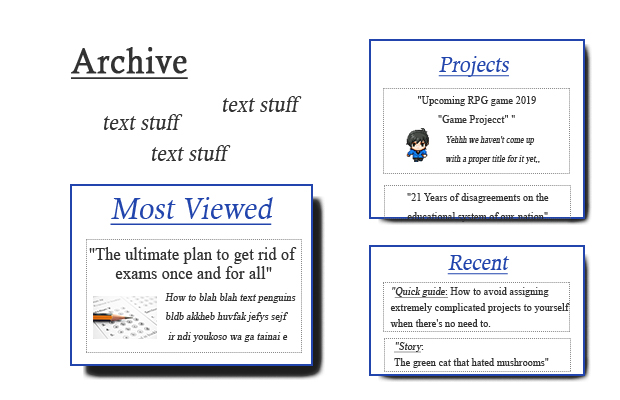 Archive
text stuff
text stuff
text stuff
Most Viewed
"The ultimate plan to get rid of
exams once and for all"
How to blah blah text penguins
bldb akkheb huvfak jefys sejf
ir ndi youkoso wa ga tainai e
Projects
"Upcoming RPG game 2019
"Game Projecct" "
Yehhh we haven't come up
with a proper title for it yet,,
"21 Years of disagreements on the
educational system of our nation"
Recent
"Quick guide: How to avoid assigning
extremely complicated projects to yourself
when there's no need to.
"Story:
The green cat that hated mushrooms"